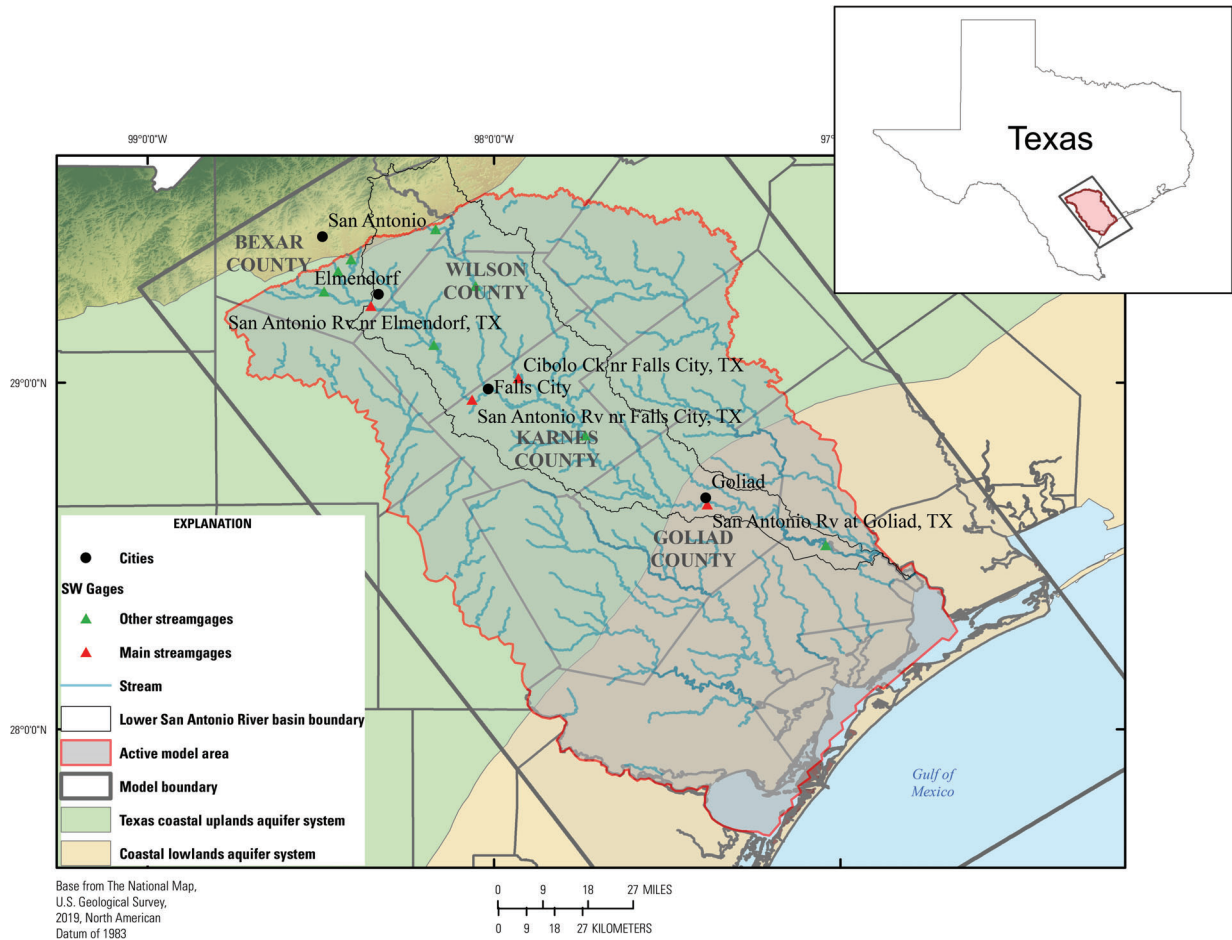 Texas
99°0'0"W
98°0'0"W
97°
San Antonio
BEXAR
COUNTY
WILSON
COUNTY
Elmendorf
San Antonio Rv nr Elmendorf, TX
Cibolo Ck nr Falls City, TX
29°0'0"N
Falls City
San Antonio Rv nr Falls City, TX
KARNES
COUNTY
Goliad
San Antonio Rv at Goliad, TX
GOLIAD
COUNTY
28°0'0"N
Gulf of
Mexico
EXPLANATION
Cities
SW Gages
Other streamgages
Main streamgages
Stream
Lower San Antonio River basin boundary
Active model area
Model boundary
Texas coastal uplands aquifer system
Coastal lowlands aquifer system
Base from The National Map,
U.S. Geological Survey,
2019, North American
Datum of 1983
0 9 18 27 MILES
0 9 18 27 KILOMETERS